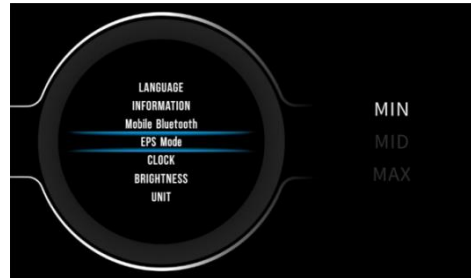 LANGUAGE
INFORMATION
Mobile Bluetooth
EPS Mode
CLOCK
BRIGHTNESS
UNIT
MIN
MID
MAX